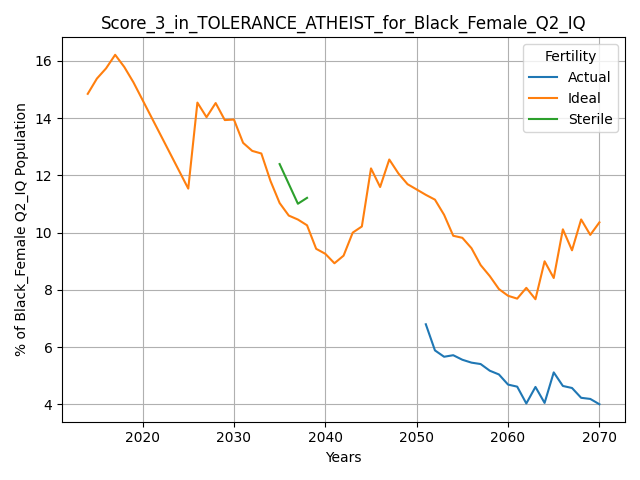 Score_3_in_TOLERANCE_ATHEIST_for_Black_Female_Q2_IQ
Fertility
Actual
Ideal
Sterile
% of Black_Female Q2_IQ Population
16
14
12
10
8
6
4
2020 2030 2040 2050 2060 2070
Years